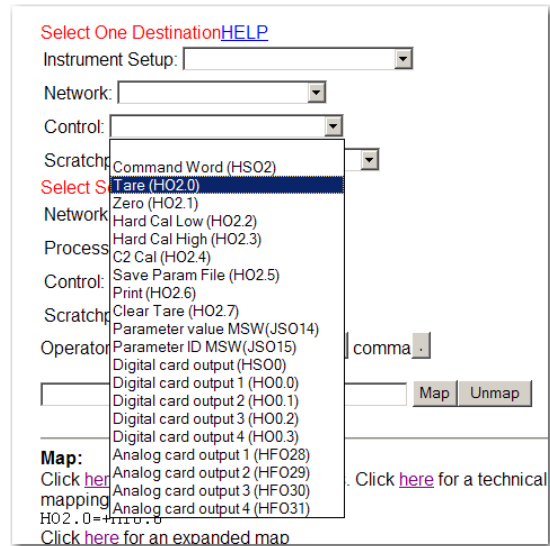 Select One DestinationHELP
Instrument Setup:
Network:
Control:
Scratchp
Command Word (HSO2)
Select S
Tare (HO2.0)
Zero (HO2.1)
Network
Hard Cal Low (HO2.2)
Hard Cal High (HO2.3)
Process
C2 Cal (HO2.4)
Save Param File (HO2.5)
Control:
Print (HO2.6)
Clear Tare (HO2.7)
Scratchp
Parameter value MSW(JSO14)
Operator
Parameter ID MSW(JSO15)
comma .
Digital card output (HSO0)
Digital card output 1 (HO0.0)
Digital card output 2 (HO0.1)
Map Unmap
Digital card output 3 (HO0.2)
Digital card output 4 (HO0.3)
Map:
Analog card output 1 (HFO28)
Click her
Analog card output 2 (HFO29)
. Click here for a technical
mapping
Analog card output 3 (HFO30)
Analog card output 4 (HFO31)
HO2.0=+
Click here for an expanded map